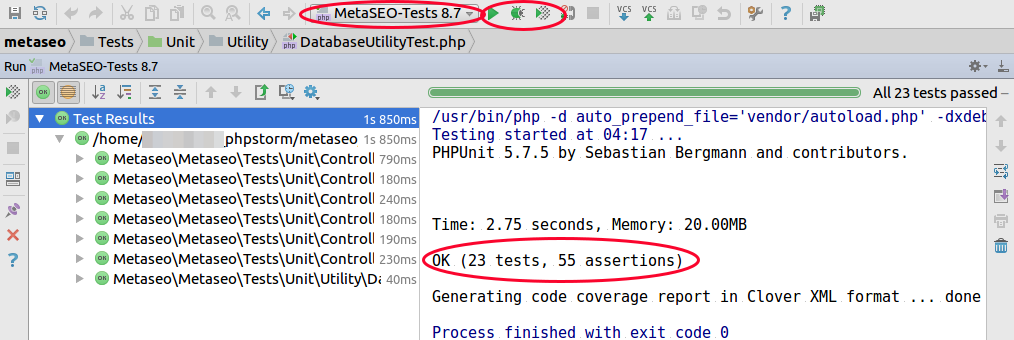 php MetaSEO-Tests 8.7
VCS VCS
metaseo Tests Unit Utility DatabaseUtilityTest.php
Run php MetaSEO-Tests 8.7
OK All 23 tests passed –
OK Test Results 1s 850ms
OK /home/ phpstorm/metaseo 1s 850ms
OK Metaseo\Metaseo\Tests\Unit\Controll 790ms
OK Metaseo\Metaseo\Tests\Unit\Controll 180ms
OK Metaseo\Metaseo\Tests\Unit\Controll 240ms
OK Metaseo\Metaseo\Tests\Unit\Controll 180ms
OK Metaseo\Metaseo\Tests\Unit\Controll 190ms
OK Metaseo\Metaseo\Tests\Unit\Controll 230ms
OK Metaseo\Metaseo\Tests\Unit\Utility\Da 40ms
/usr/bin/php -d auto_prepend_file='vendor/autoload.php' -dxdeb
Testing started at 04:17 ...
PHPUnit 5.7.5 by Sebastian Bergmann and contributors.
Time: 2.75 seconds, Memory: 20.00MB
OK (23 tests, 55 assertions)
Generating code coverage report in Clover XML format ... done
Process finished with exit code 0